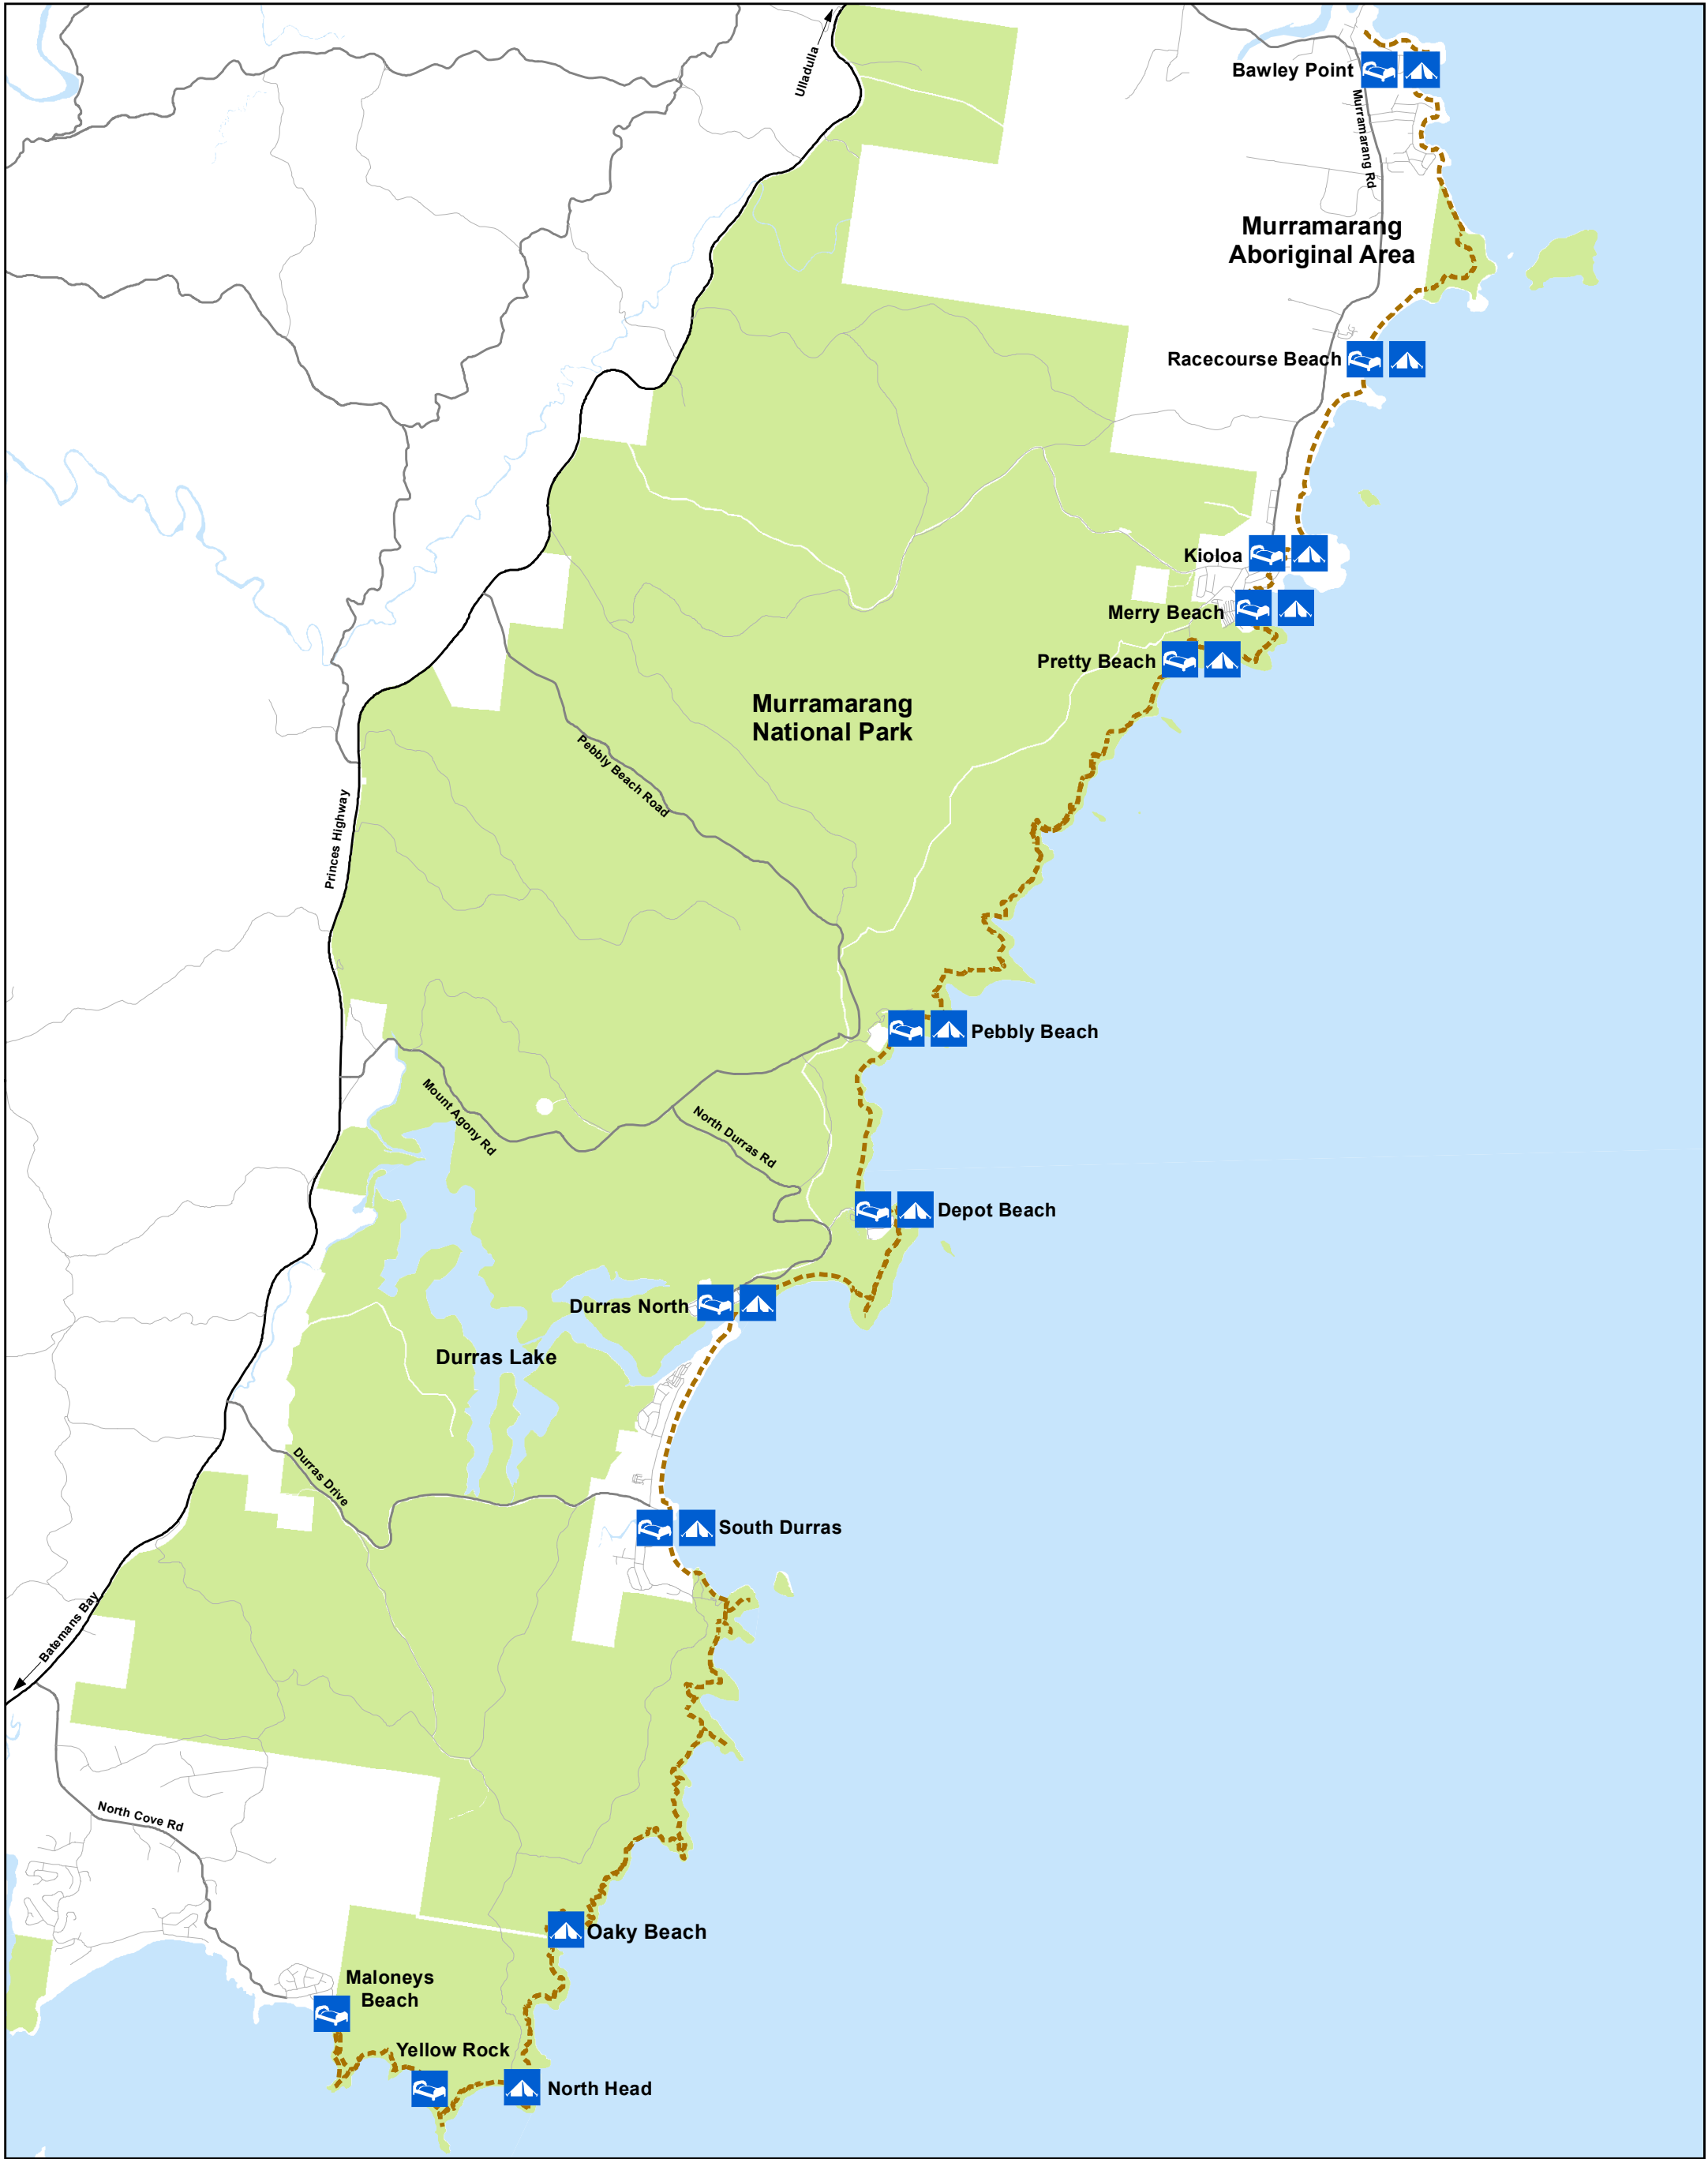 Ulladulla
Bawley Point
Murramarang Rd
Murramarang
Aboriginal Area
Racecourse Beach
Kioloa
Merry Beach
Pretty Beach
Murramarang
National Park
Pebbly Beach Road
Princes Highway
Pebbly Beach
Mount Agony Rd
North Durras Rd
Depot Beach
Durras North
Durras Lake
Durras Drive
South Durras
Batemans Bay
North Cove Rd
Oaky Beach
Maloneys
Beach
Yellow Rock
North Head